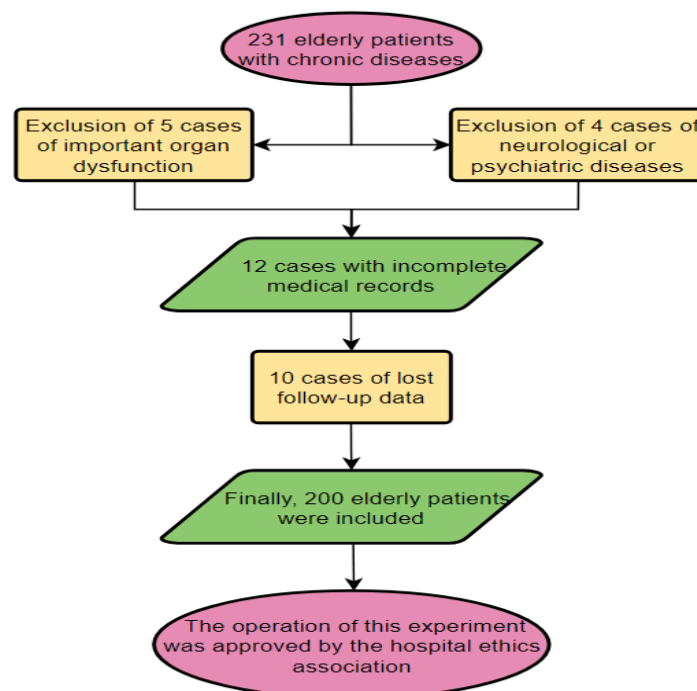 231 elderly patients
with chronic diseases
Exclusion of 5 cases
of important organ
dysfunction
Exclusion of 4 cases of
neurological or
psychiatric diseases
12 cases with incomplete
medical records
10 cases of lost
follow-up data
Finally, 200 elderly patients
were included
The operation of this experiment
was approved by the hospital ethics
association